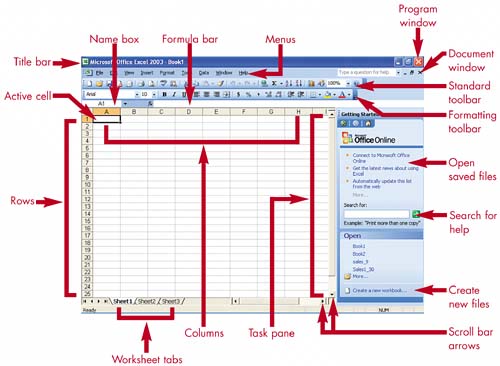 Program window
Name box
Formula bar
Menus
Title bar
Microsoft Office Excel 2003 - Book1
File Edit View Insert Format Tools Data Window Help
Type a question for help
Document window
100%
Standard toolbar
Arial
10
B I U
Formatting toolbar
Active cell
A1
fx
A B C D E F G H
Getting Started
Office Online
Connect to Microsoft Office Online
Get the latest news about using Excel
Automatically update this list from the web
More...
Open saved files
Search for:
Example: "Print more than one copy"
Search for help
Open
Book1
Book2
sales_9
Sales1_30
More...
Create a new workbook...
Create new files
Rows
1
2
3
4
5
6
7
8
9
10
11
12
13
14
15
16
17
18
19
20
21
22
23
24
25
Sheet1 / Sheet2 / Sheet3
Ready
NUM
Columns
Task pane
Scroll bar arrows
Worksheet tabs